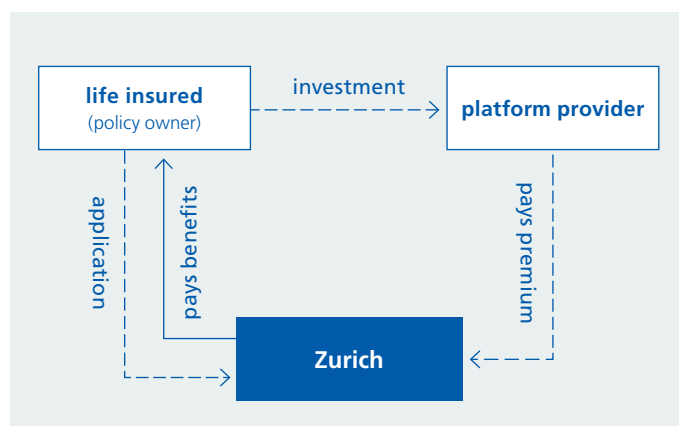 life insured
(policy owner)
investment
platform provider
application
pays benefits
pays premium
Zurich